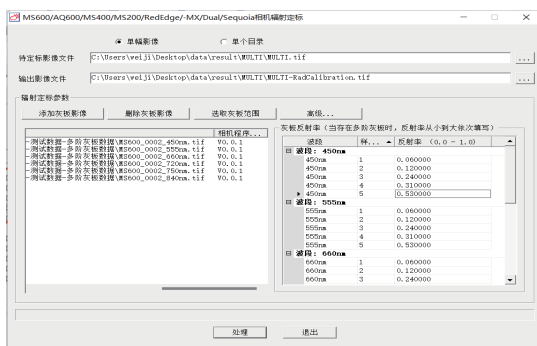 MS600/AQ600/MS400/MS200/RedEdge/-MX/Dual/Sequoia相机辐射定标
单幅影像 单个目录
待定标影像文件 C:\Users\weiji\Desktop\data\result\MULTI\MULTI.tif ...
输出影像文件 C:\Users\weiji\Desktop\data\result\MULTI\MULTI-RadCalibration.tif ...
辐射定标参数
添加灰板影像 删除灰板影像 选取灰板范围 高级...
灰板反射率（当存在多阶灰板时，反射率从小到大依次填写）
相机程序...
-测试数据-多阶灰板数据\MS600_0002_450nm.tif V0.0.1
-测试数据-多阶灰板数据\MS600_0002_555nm.tif V0.0.1
-测试数据-多阶灰板数据\MS600_0002_660nm.tif V0.0.1
-测试数据-多阶灰板数据\MS600_0002_720nm.tif V0.0.1
-测试数据-多阶灰板数据\MS600_0002_750nm.tif V0.0.1
-测试数据-多阶灰板数据\MS600_0002_840nm.tif V0.0.1
波段 样... 反射率 (0.0 - 1.0)
波段: 450nm
450nm 1 0.060000
450nm 2 0.120000
450nm 3 0.240000
450nm 4 0.310000
450nm 5 0.530000
波段: 555nm
555nm 1 0.060000
555nm 2 0.120000
555nm 3 0.240000
555nm 4 0.310000
555nm 5 0.530000
波段: 660nm
660nm 1 0.060000
660nm 2 0.120000
660nm 3 0.240000
处理 退出